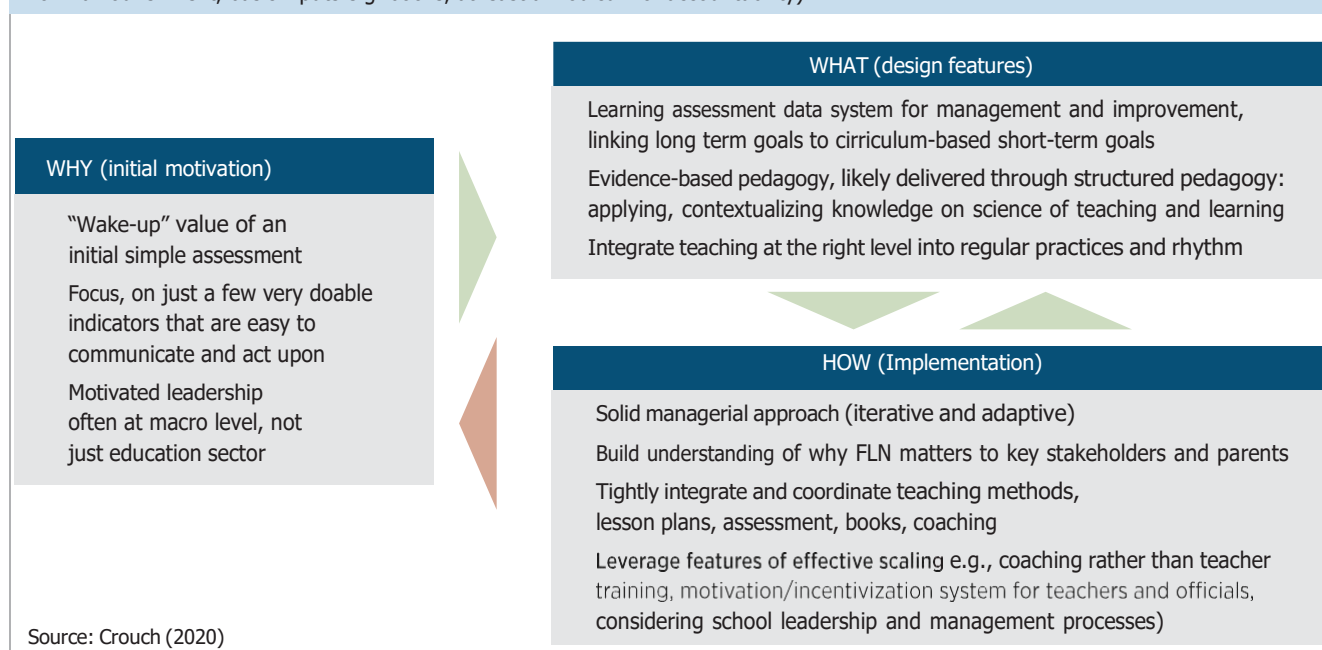 WHY (initial motivation)
“Wake-up” value of an
initial simple assessment
Focus, on just a few very doable
indicators that are easy to
communicate and act upon
Motivated leadership
often at macro level, not
just education sector
WHAT (design features)
Learning assessment data system for management and improvement,
linking long term goals to cirriculum-based short-term goals
Evidence-based pedagogy, likely delivered through structured pedagogy:
applying, contextualizing knowledge on science of teaching and learning
Integrate teaching at the right level into regular practices and rhythm
HOW (Implementation)
Solid managerial approach (iterative and adaptive)
Build understanding of why FLN matters to key stakeholders and parents
Tightly integrate and coordinate teaching methods,
lesson plans, assessment, books, coaching
Leverage features of effective scaling e.g., coaching rather than teacher
training, motivation/incentivization system for teachers and officials,
considering school leadership and management processes)
Source: Crouch (2020)